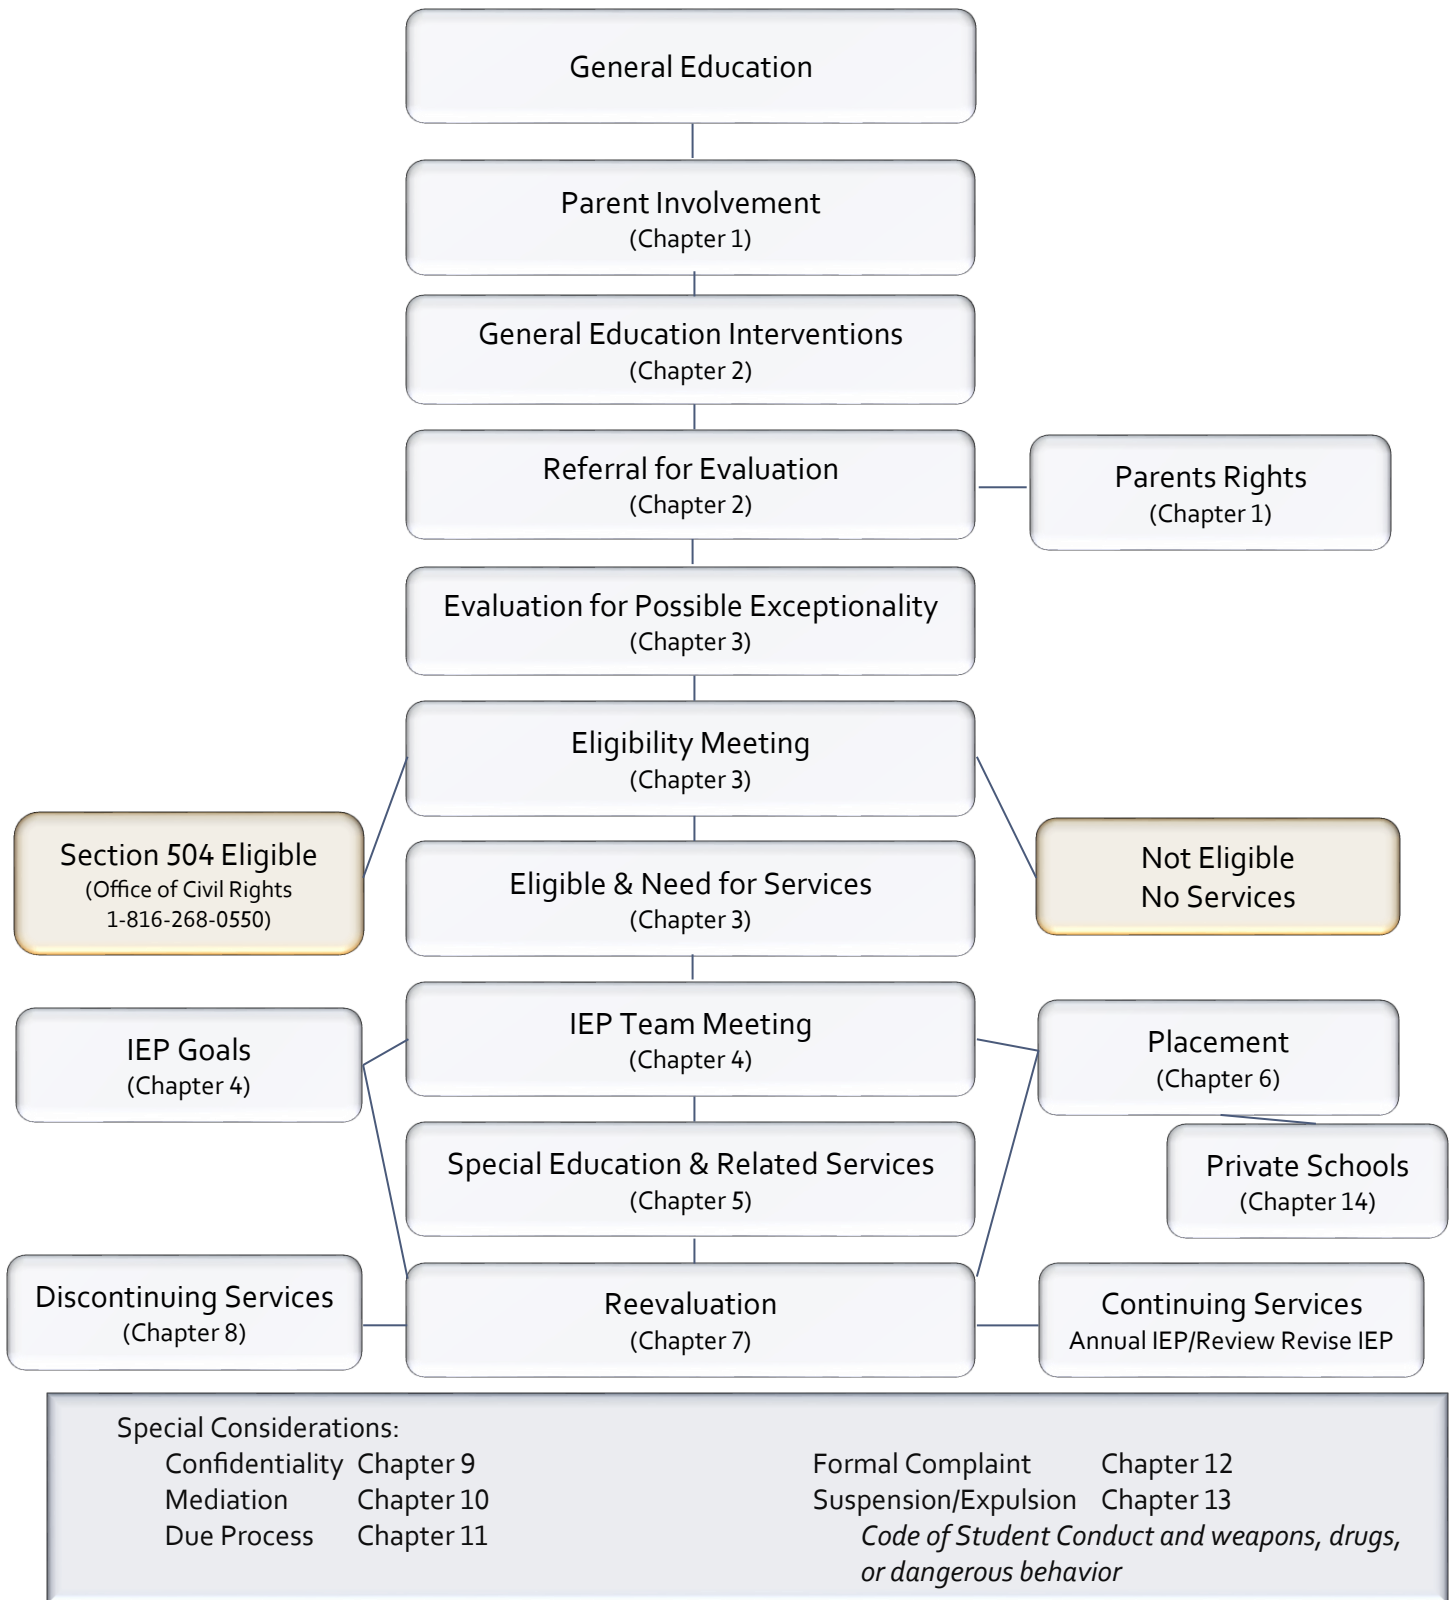 General Education
Parent Involvement
(Chapter 1)
General Education Interventions
(Chapter 2)
Referral for Evaluation
(Chapter 2)
Parents Rights
(Chapter 1)
Evaluation for Possible Exceptionality
(Chapter 3)
Eligibility Meeting
(Chapter 3)
Section 504 Eligible
(Office of Civil Rights
1-816-268-0550)
Eligible & Need for Services
(Chapter 3)
Not Eligible
No Services
IEP Goals
(Chapter 4)
IEP Team Meeting
(Chapter 4)
Placement
(Chapter 6)
Special Education & Related Services
(Chapter 5)
Private Schools
(Chapter 14)
Discontinuing Services
(Chapter 8)
Reevaluation
(Chapter 7)
Continuing Services
Annual IEP/Review Revise IEP
Special Considerations:
Confidentiality Chapter 9
Mediation Chapter 10
Due Process Chapter 11
Formal Complaint Chapter 12
Suspension/Expulsion Chapter 13
Code of Student Conduct and weapons, drugs,
or dangerous behavior